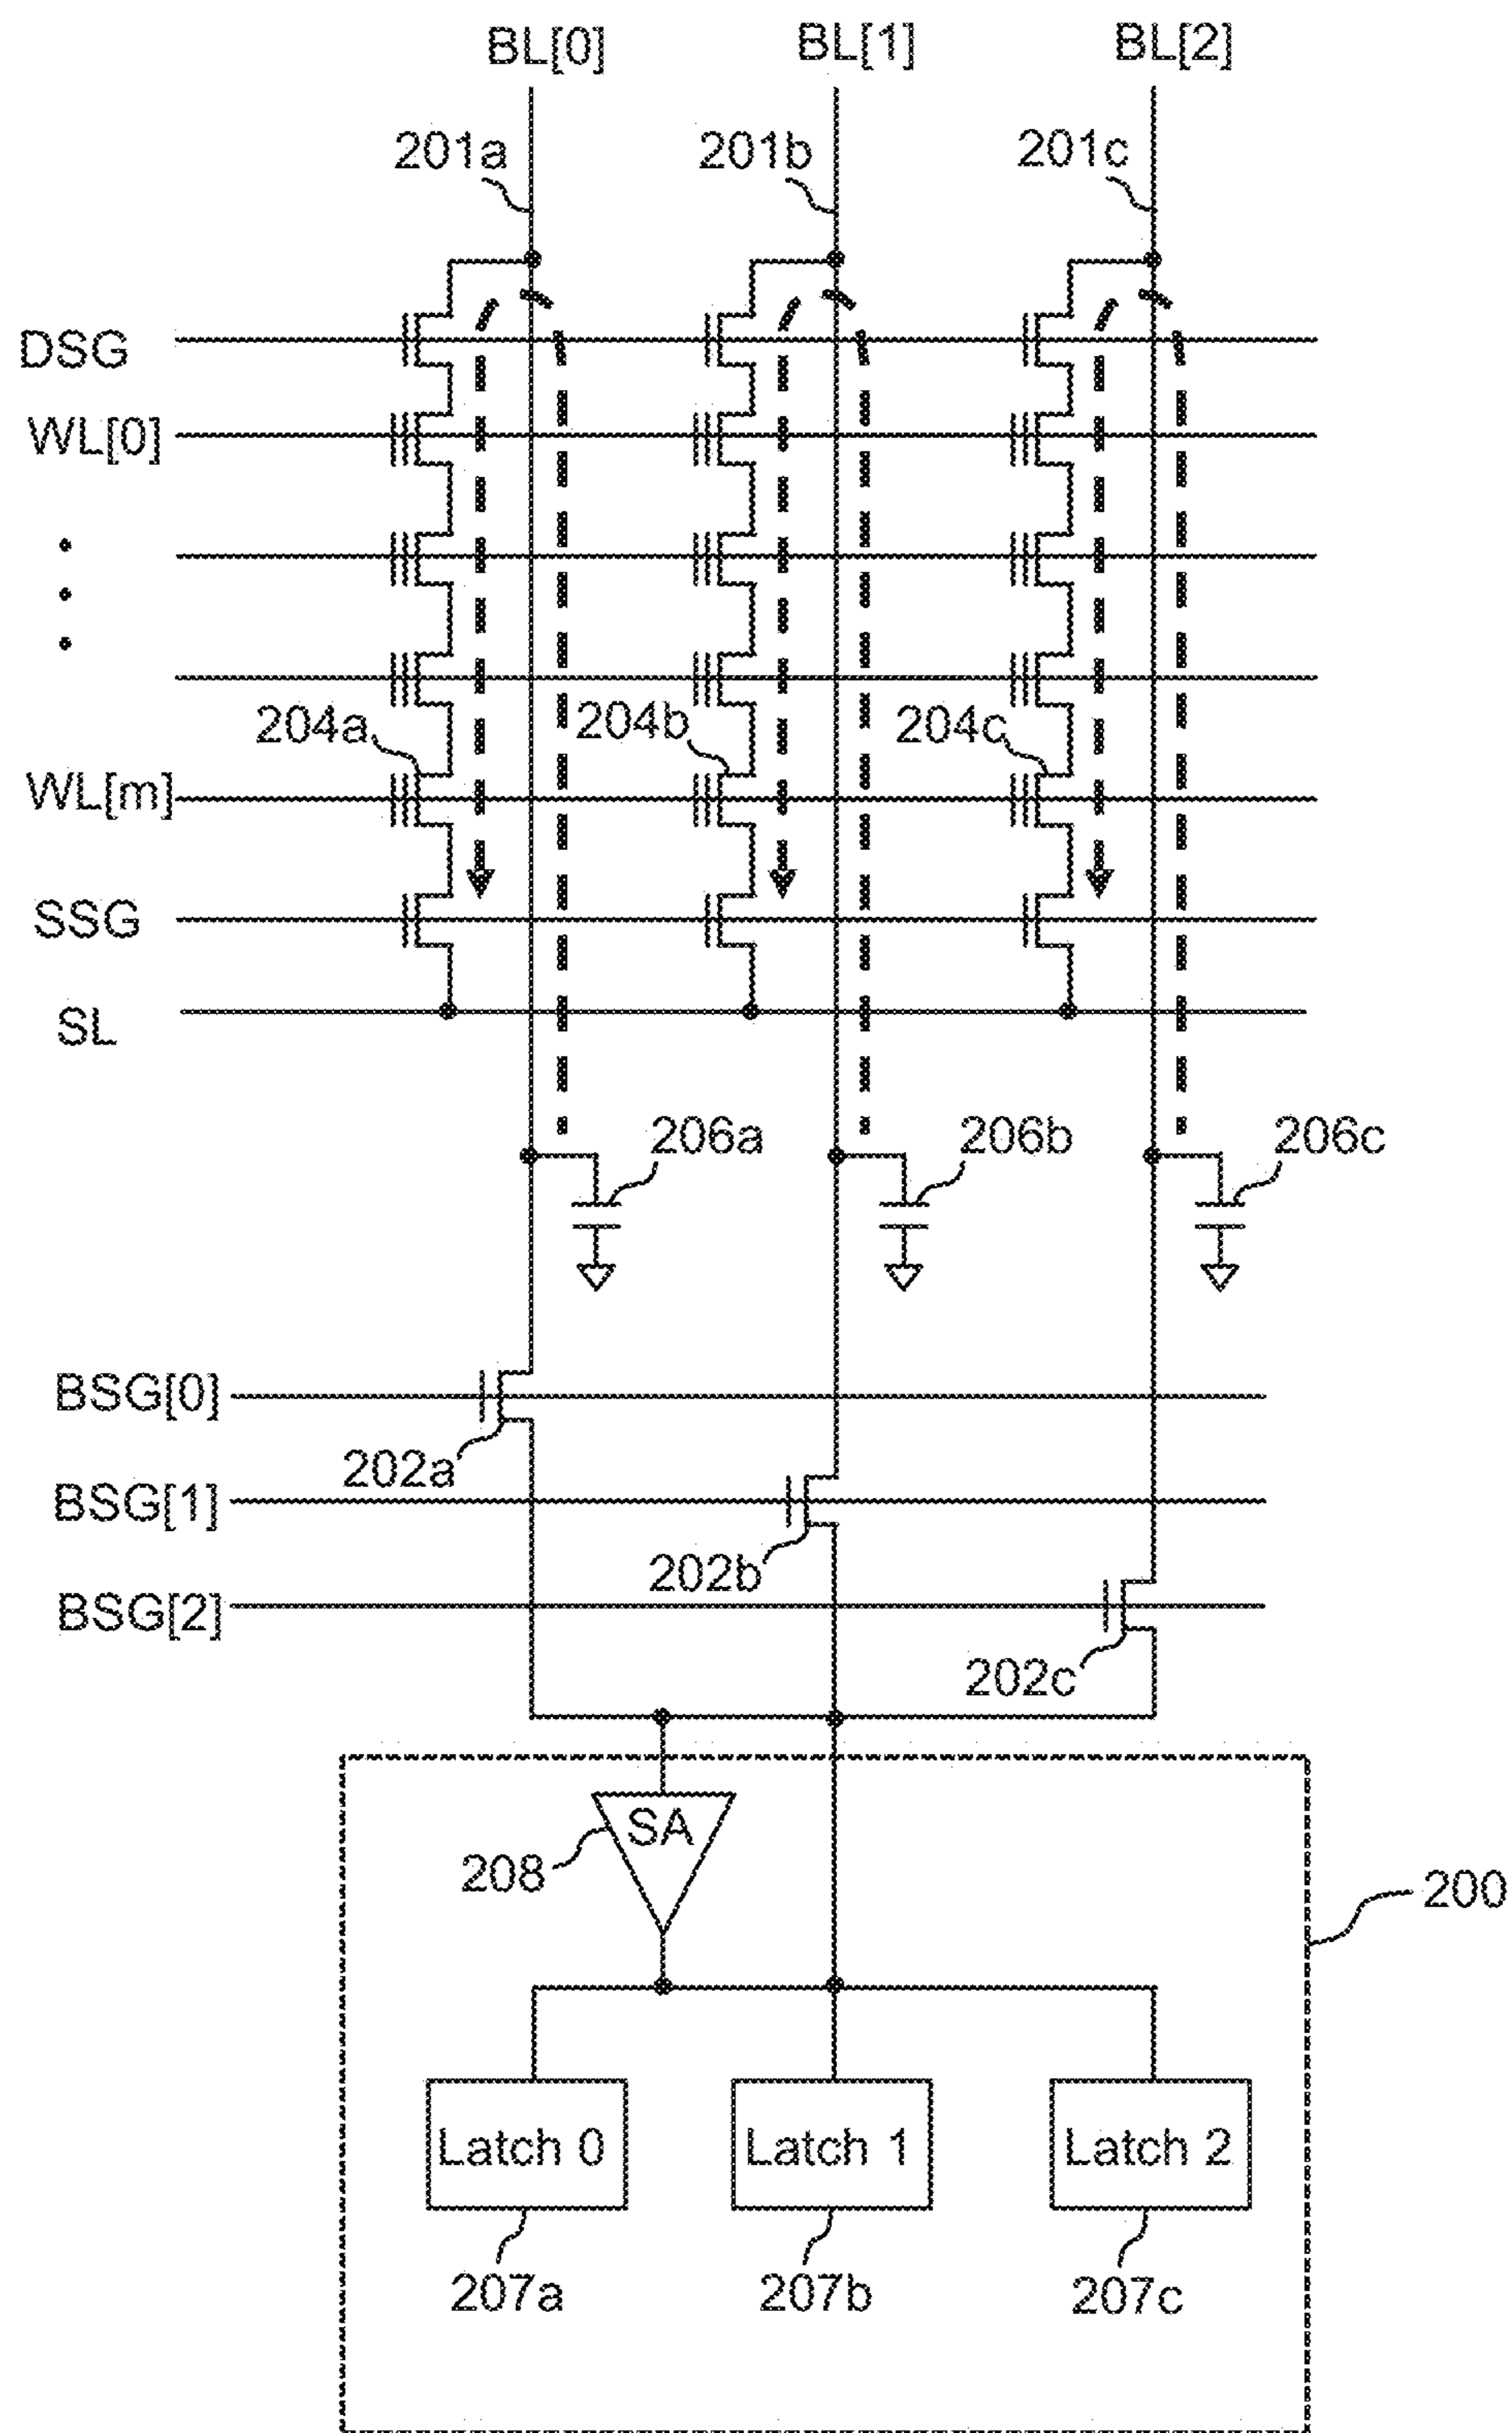 BL[0] BL[1] BL[2]
201a 201b 201c
DSG
WL[0]
204a 204b 204c
WL[m]
SSG
SL
206a 206b 206c
BSG[0]
202a
BSG[1]
202b
BSG[2]
202c
SA
208
200
Latch 0 Latch 1 Latch 2
207a 207b 207c